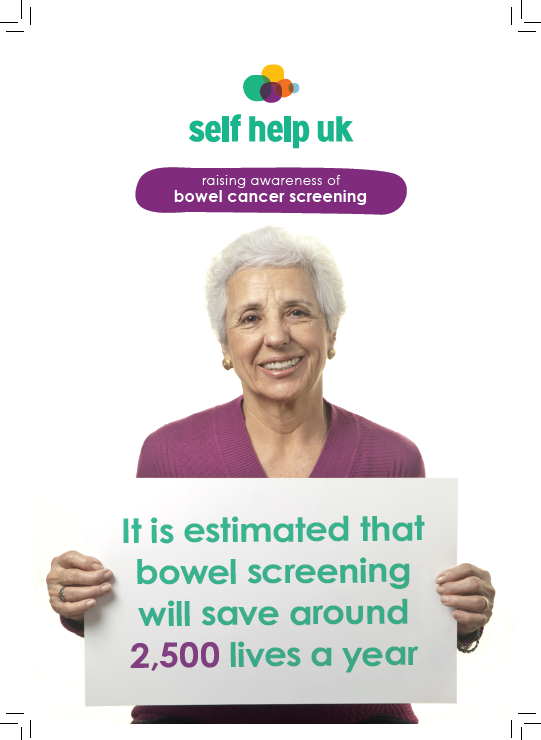 self help uk
raising awareness of
bowel cancer screening
It is estimated that
bowel screening
will save around
2,500 lives a year